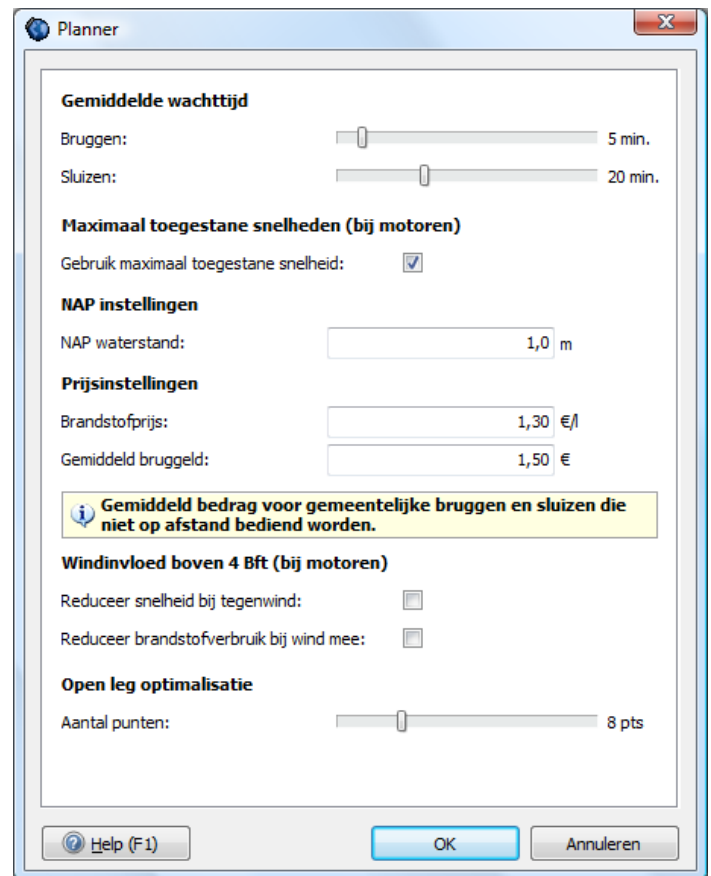 Planner
Gemiddelde wachttijd
Bruggen: 5 min.
Sluizen: 20 min.
Maximaal toegestane snelheden (bij motoren)
Gebruik maximaal toegestane snelheid:
NAP instellingen
NAP waterstand: 1,0 m
Prijsinstellingen
Brandstofprijs: 1,30 €/l
Gemiddeld bruggeld: 1,50 €
Gemiddeld bedrag voor gemeentelijke bruggen en sluizen die
niet op afstand bediend worden.
Windinvloed boven 4 Bft (bij motoren)
Reduceer snelheid bij tegenwind:
Reduceer brandstofverbruik bij wind mee:
Open leg optimalisatie
Aantal punten: 8 pts
Help (F1) OK Annuleren